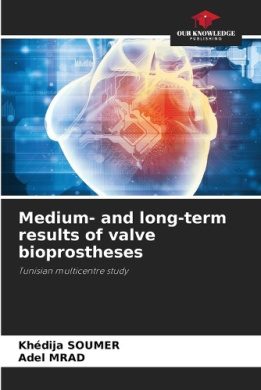 OUR KNOWLEDGE
PUBLISHING
Medium- and long-term
results of valve
bioprostheses
Tunisian multicentre study
Khédija SOUMER
Adel MRAD